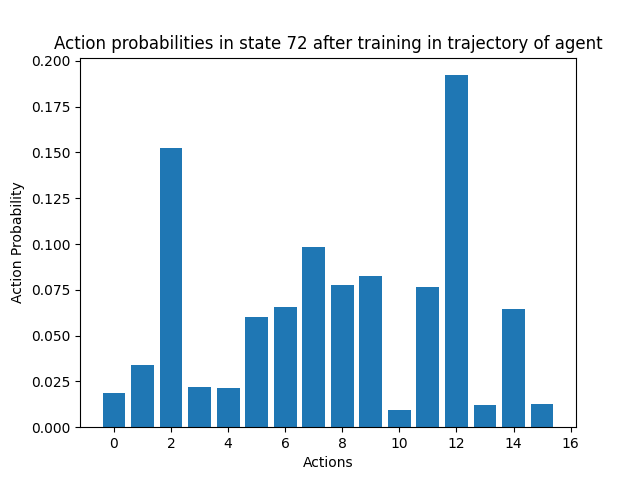 Action probabilities in state 72 after training in trajectory of agent
0.200
0.175
0.150
0.125
0.100
0.075
0.050
0.025
0.000
Action Probability
0 2 4 6 8 10 12 14 16
Actions